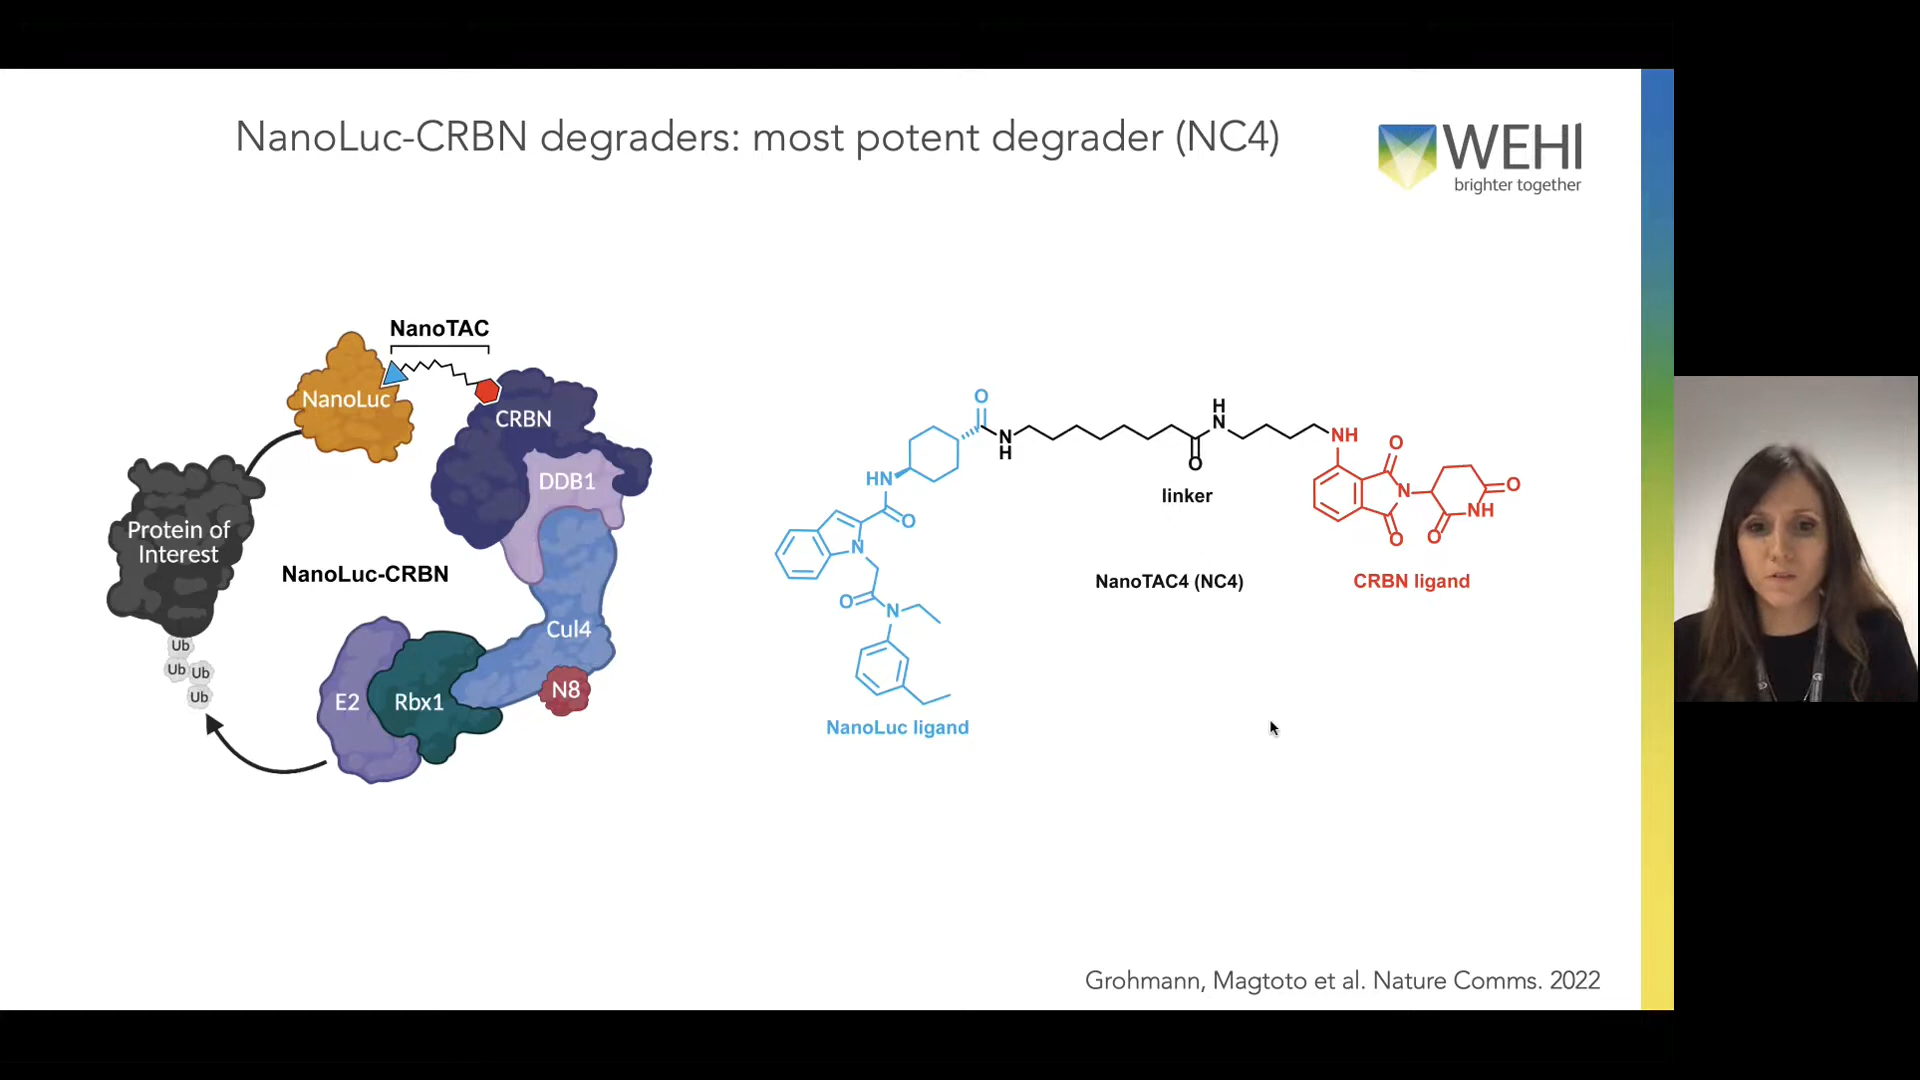 NanoLuc-CRBN degraders: most potent degrader (NC4)
WEHI
brighter together
NanoTAC
NanoLuc
CRBN
DDB1
Protein of
Interest
NanoLuc-CRBN
Cul4
Ub
Ub
Ub
Ub
E2
Rbx1
N8
O
N
H
H
N
O
NH
O
N
O
O
NH
O
HN
O
N
O
N
linker
NanoTAC4 (NC4)
CRBN ligand
NanoLuc ligand
Grohmann, Magtoto et al. Nature Comms. 2022